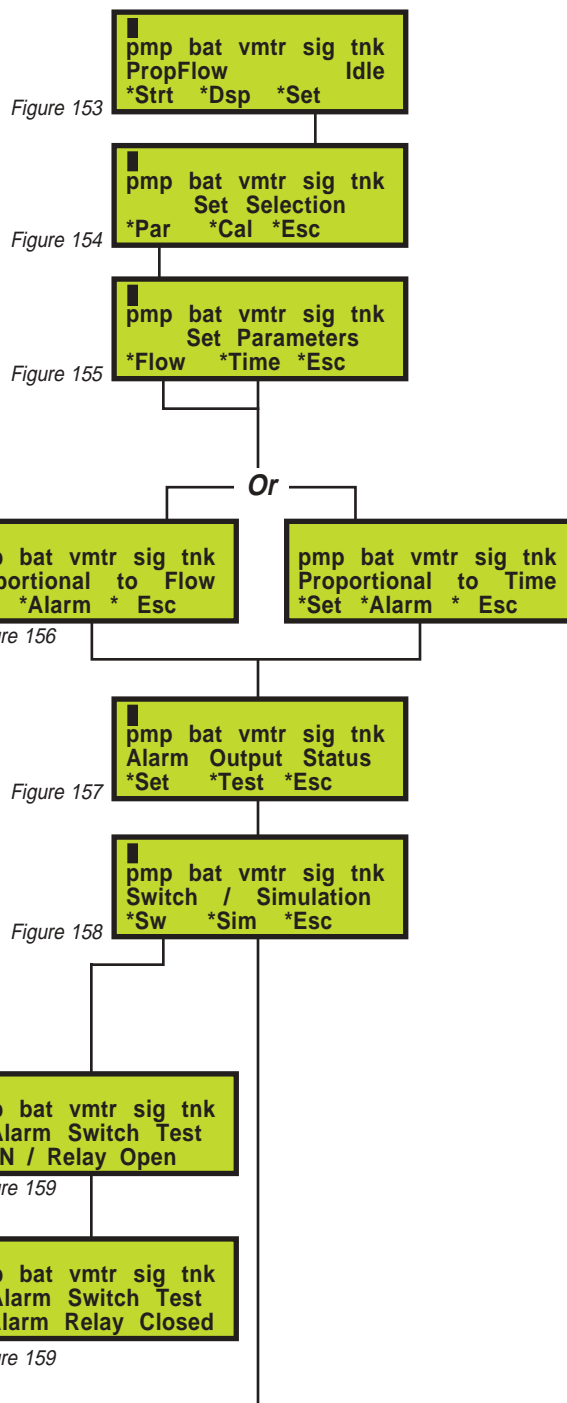 pmp bat vmtr sig tnk
PropFlow Idle
*Strt *Dsp *Set
Figure 153
pmp bat vmtr sig tnk
Set Selection
*Par *Cal *Esc
Figure 154
pmp bat vmtr sig tnk
Set Parameters
*Flow *Time *Esc
Figure 155
Or
bat vmtr sig tnk
to Flow
*Alarm * Esc
156
pmp bat vmtr sig tnk
Proportional to Time
*Set *Alarm * Esc
pmp bat vmtr sig tnk
Alarm Output Status
*Set *Test *Esc
Figure 157
pmp bat vmtr sig tnk
Switch / Simulation
*Sw *Sim *Esc
Figure 158
bat vmtr sig tnk
Alarm Switch Test
/ Relay Open
159
bat vmtr sig tnk
Alarm Switch Test
Alarm Relay Closed
159